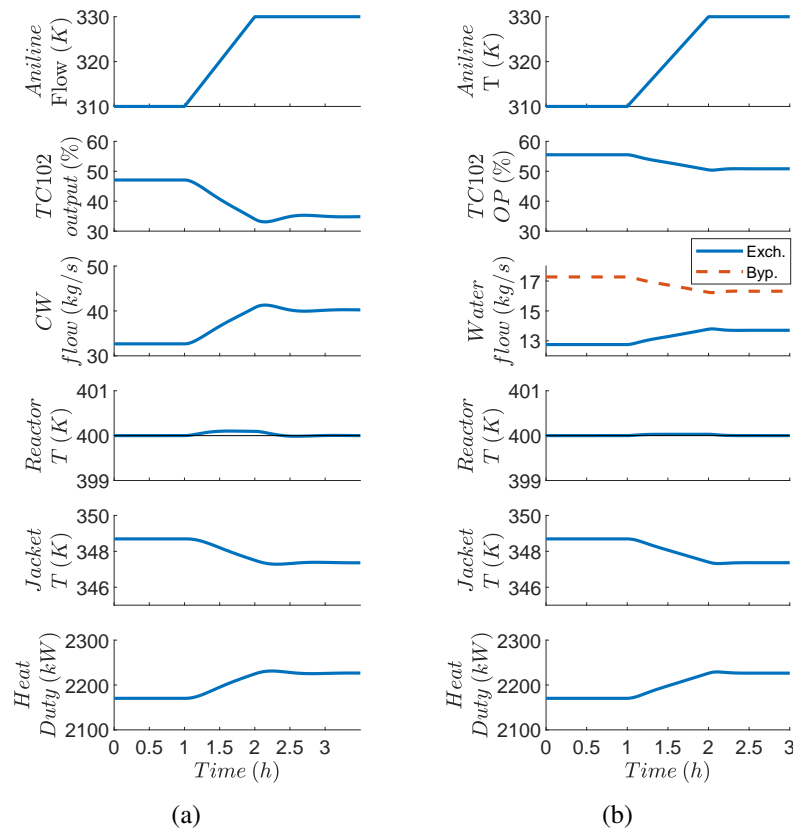 330
320
310
Aniline
Flow (K)
60
50
40
30
TC102
output (%)
50
40
30
CW
flow (kg/s)
401
400
399
Reactor
T (K)
350
348
346
Jacket
T (K)
2300
2200
2100
Heat
Duty (kW)
0 0.5 1 1.5 2 2.5 3
Time (h)
(a)
330
320
310
Aniline
T (K)
60
50
40
30
TC102
OP (%)
Exch.
Byp.
17
15
13
Water
flow (kg/s)
401
400
399
Reactor
T (K)
350
348
346
Jacket
T (K)
2300
2200
2100
Heat
Duty (kW)
0 0.5 1 1.5 2 2.5 3
Time (h)
(b)